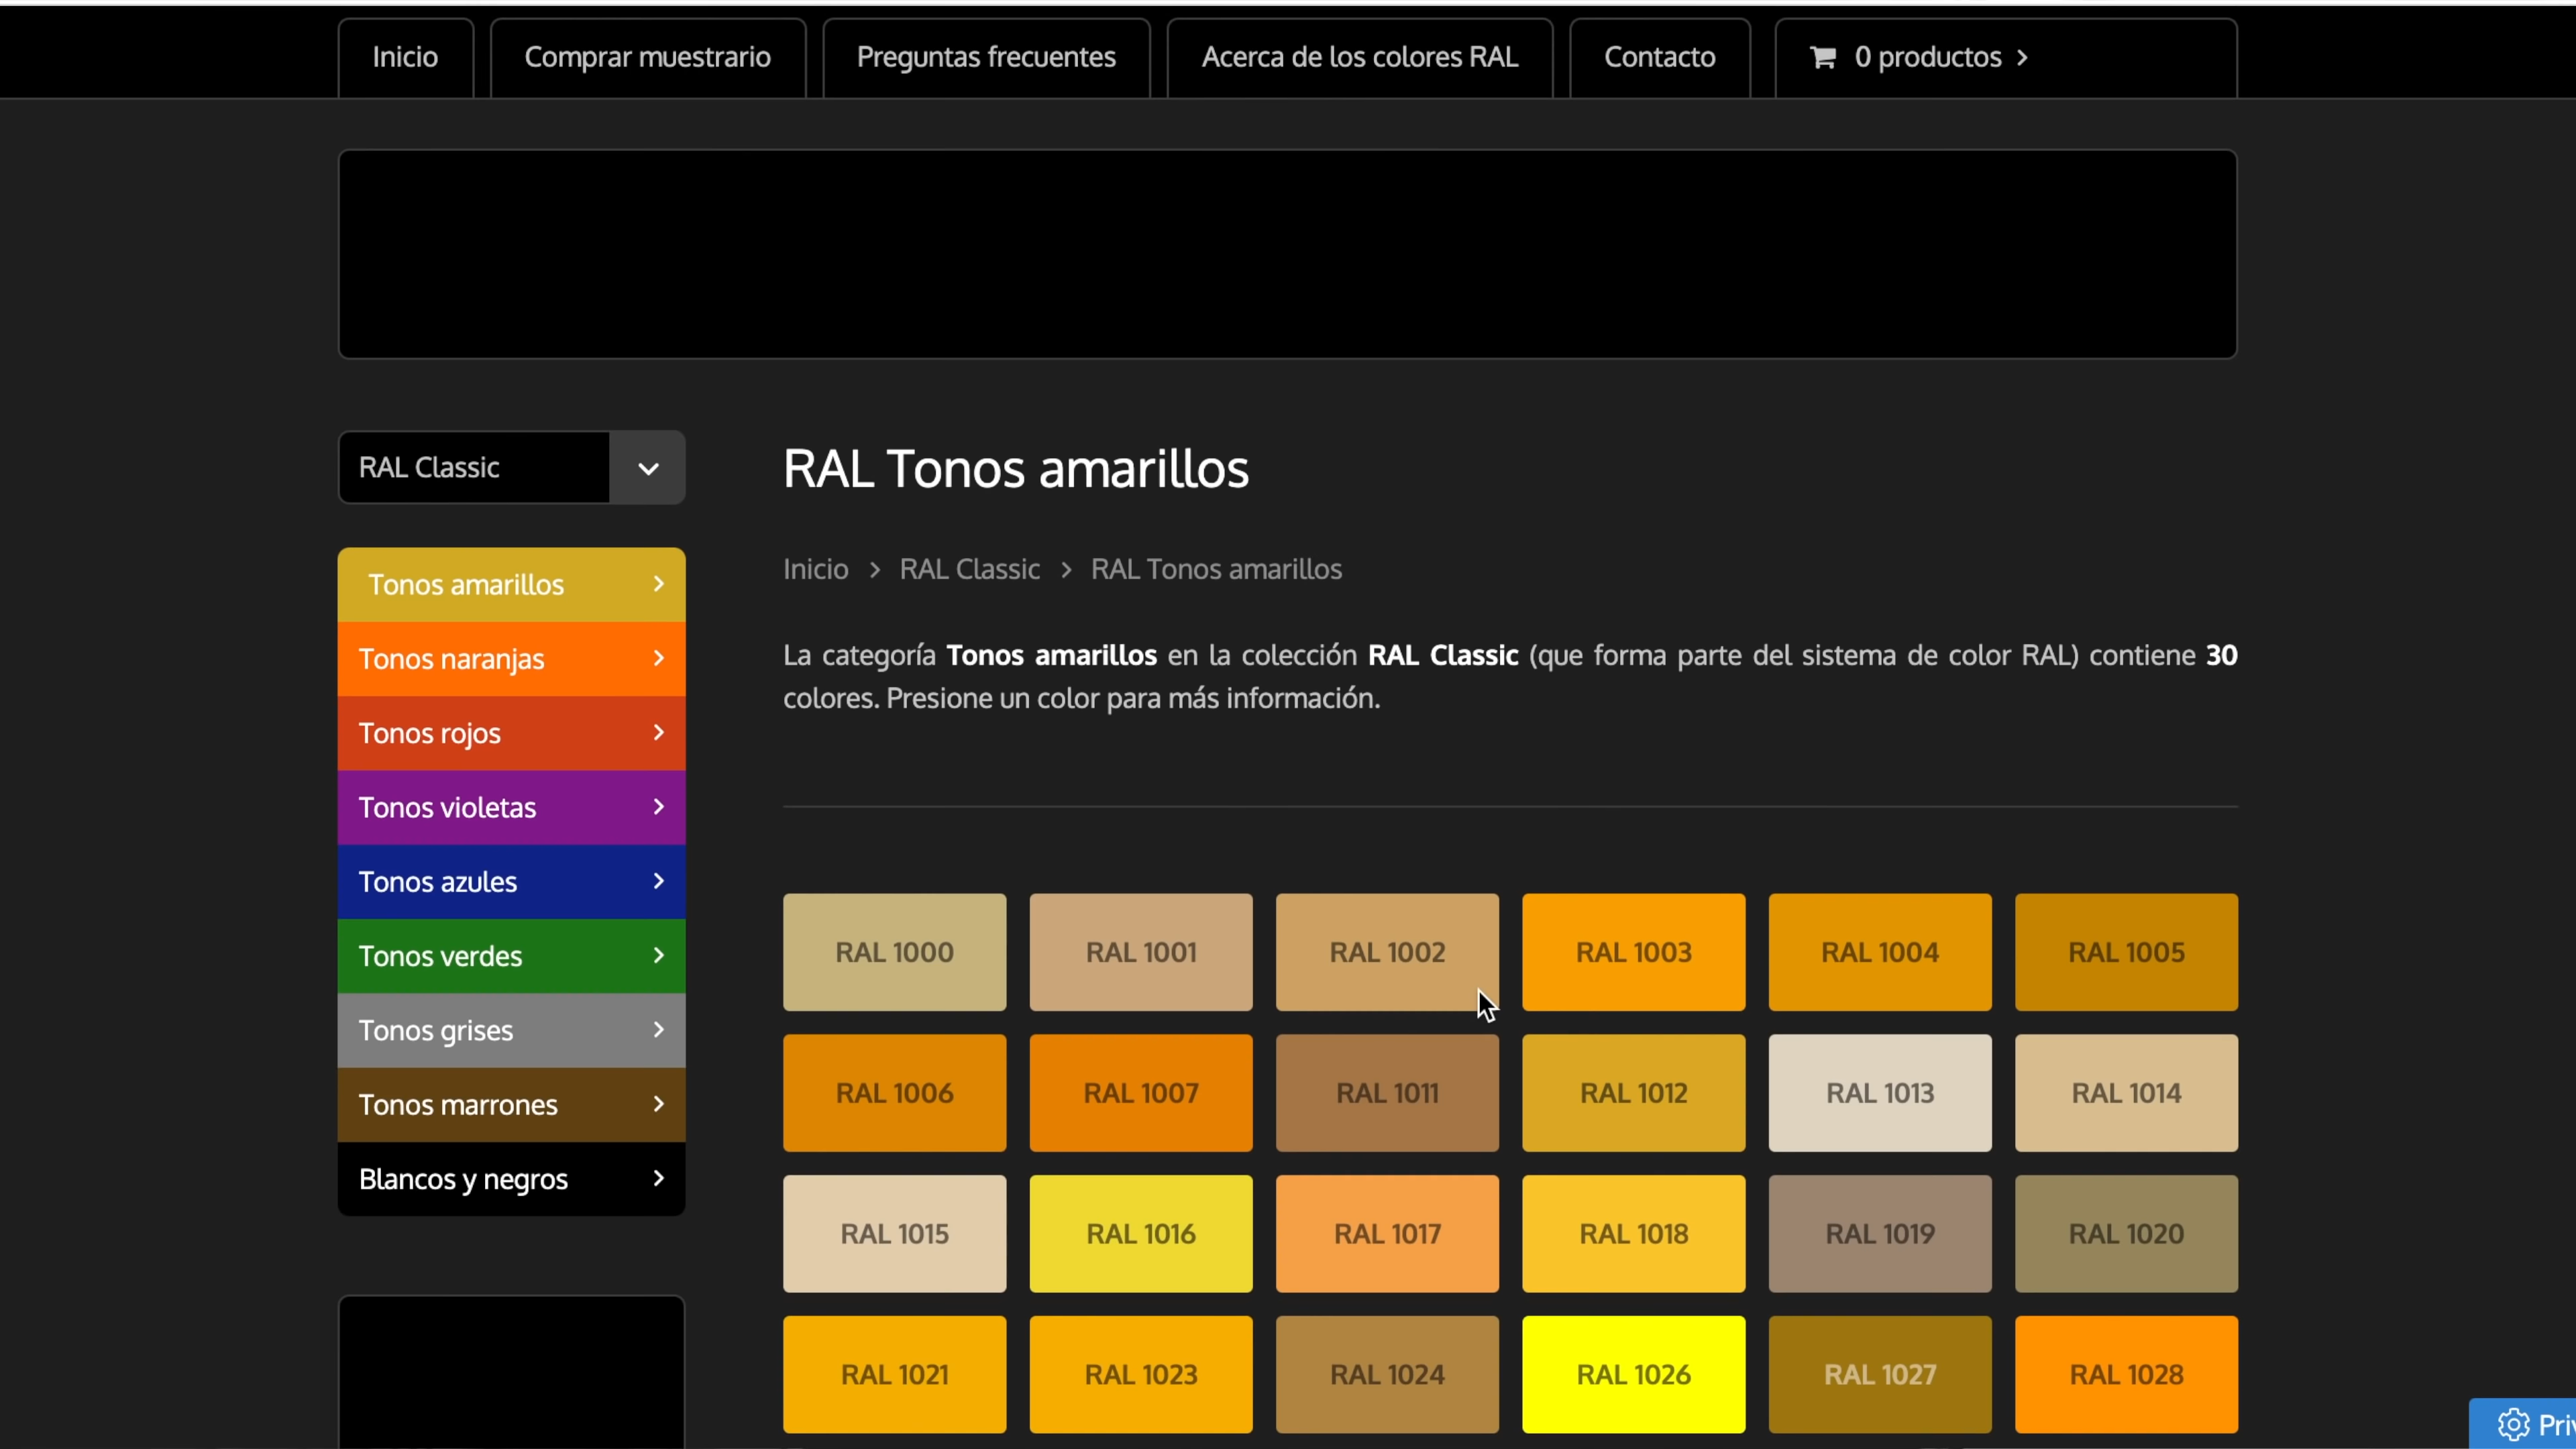 Inicio
Comprar muestrario
Preguntas frecuentes
Acerca de los colores RAL
Contacto
0 productos
RAL Classic
Tonos amarillos
Tonos naranjas
Tonos rojos
Tonos violetas
Tonos azules
Tonos verdes
Tonos grises
Tonos marrones
Blancos y negros
RAL Tonos amarillos
Inicio > RAL Classic > RAL Tonos amarillos
La categoría Tonos amarillos en la colección RAL Classic (que forma parte del sistema de color RAL) contiene 30
colores. Presione un color para más información.
RAL 1000 RAL 1001 RAL 1002 RAL 1003 RAL 1004 RAL 1005
RAL 1006 RAL 1007 RAL 1011 RAL 1012 RAL 1013 RAL 1014
RAL 1015 RAL 1016 RAL 1017 RAL 1018 RAL 1019 RAL 1020
RAL 1021 RAL 1023 RAL 1024 RAL 1026 RAL 1027 RAL 1028